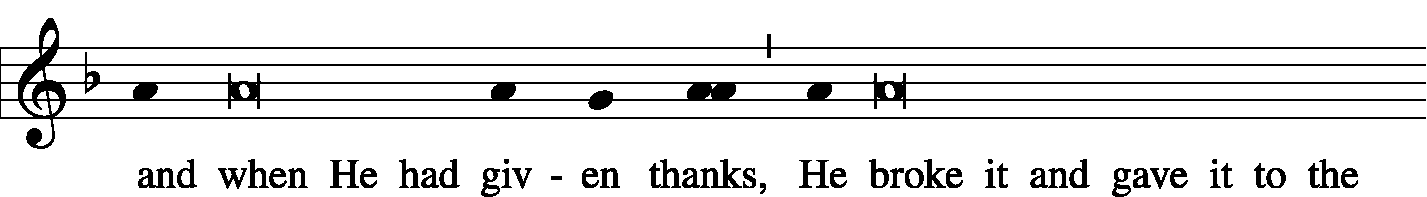 and when He had giv - en thanks, He broke it and gave it to the